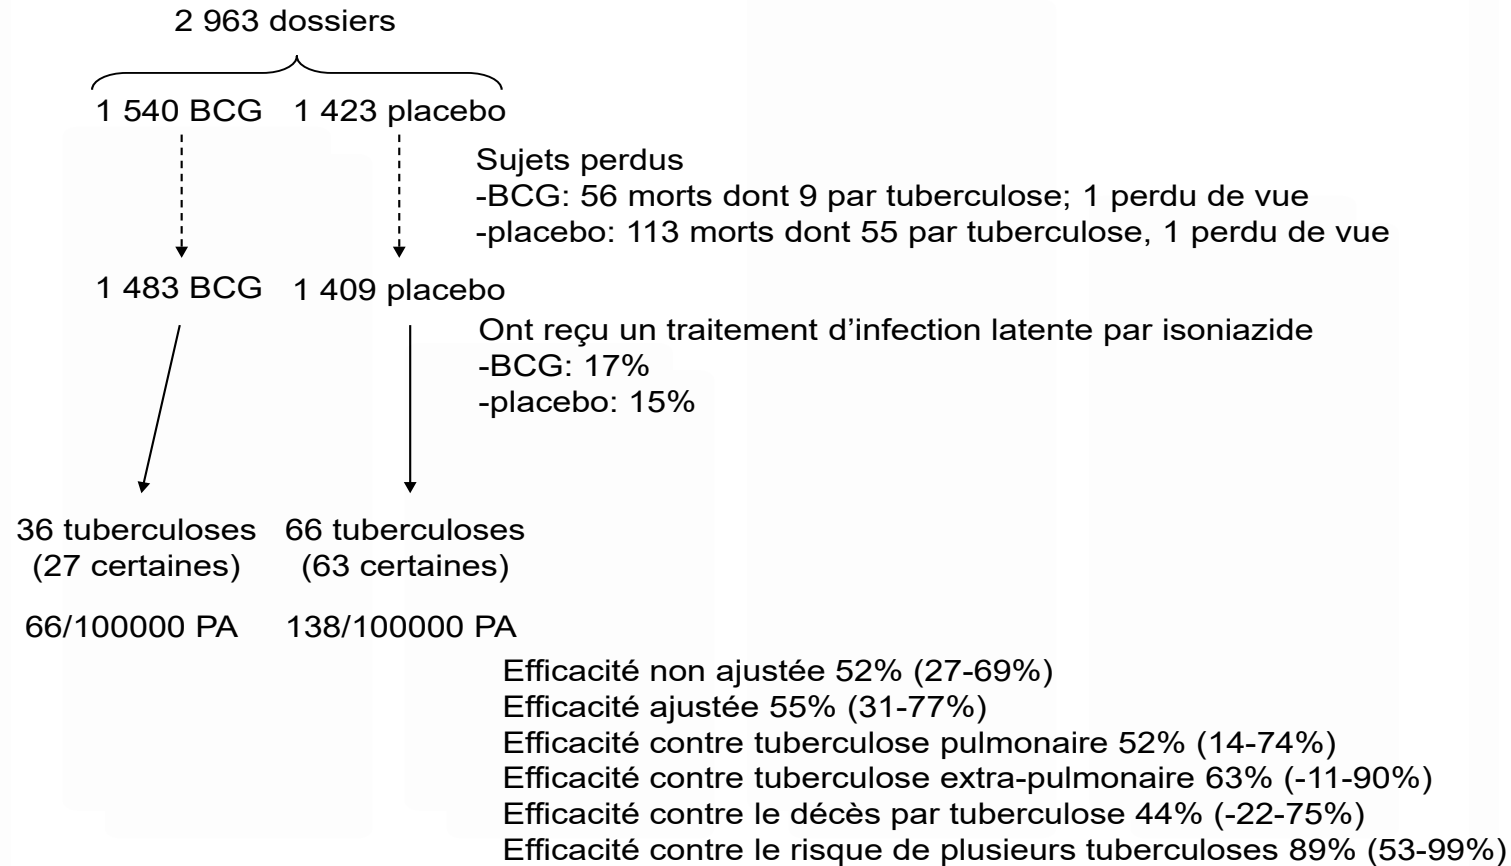 2 963 dossiers
1 540 BCG 1 423 placebo
Sujets perdus
-BCG: 56 morts dont 9 par tuberculose; 1 perdu de vue
-placebo: 113 morts dont 55 par tuberculose, 1 perdu de vue
1 483 BCG 1 409 placebo
Ont reçu un traitement d’infection latente par isoniazide
-BCG: 17%
-placebo: 15%
36 tuberculoses 66 tuberculoses
(27 certaines) (63 certaines)
66/100000 PA 138/100000 PA
Efficacité non ajustée 52% (27-69%)
Efficacité ajustée 55% (31-77%)
Efficacité contre tuberculose pulmonaire 52% (14-74%)
Efficacité contre tuberculose extra-pulmonaire 63% (-11-90%)
Efficacité contre le décès par tuberculose 44% (-22-75%)
Efficacité contre le risque de plusieurs tuberculoses 89% (53-99%)